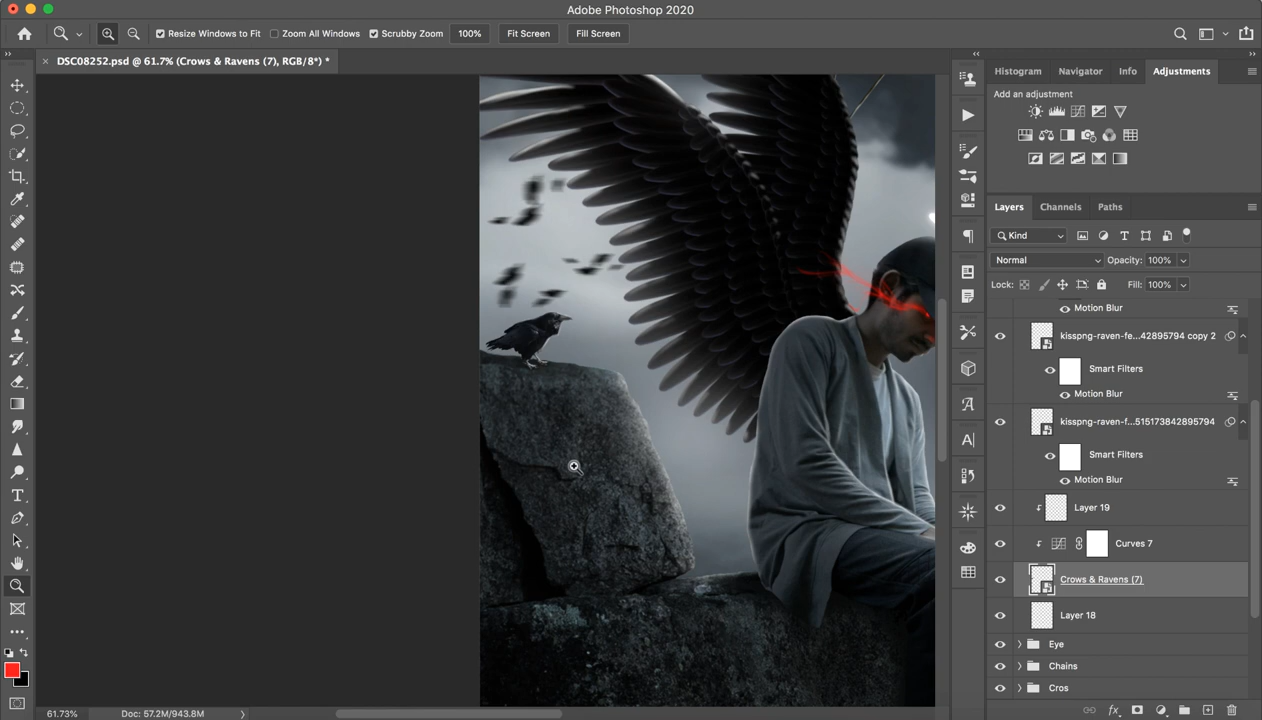 Adobe Photoshop 2020
Resize Windows to Fit Zoom All Windows Scrubby Zoom 100% Fit Screen Fill Screen
DSC08252.psd @ 61.7% (Crows & Ravens (7), RGB/8*) *
Histogram Navigator Info Adjustments
Add an adjustment
Layers Channels Paths
Kind
Normal Opacity: 100%
Lock: Fill: 100%
Motion Blur
kisspng-raven-fe...42895794 copy 2
Smart Filters
Motion Blur
kisspng-raven-f...515173842895794
Smart Filters
Motion Blur
Layer 19
Curves 7
Crows & Ravens (7)
Layer 18
Eye
Chains
Cros
61.73% Doc: 57.2M/943.8M